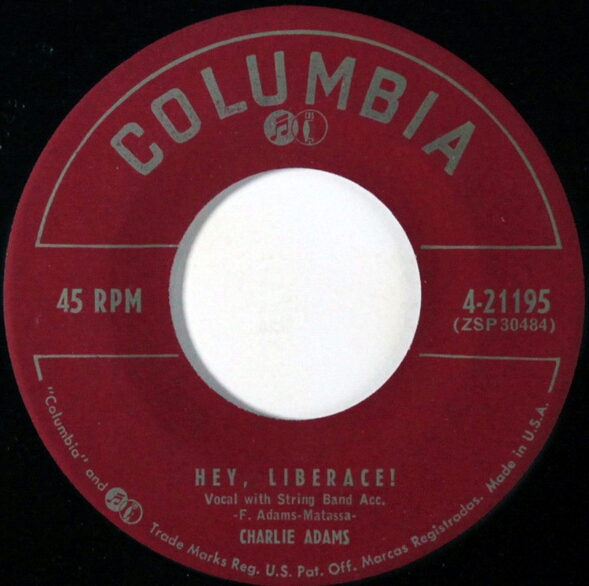 COLUMBIA
45 RPM
4-21195
(ZSP 30484)
HEY, LIBERACE!
Vocal with String Band Acc.
-F. Adams-Matassa-
CHARLIE ADAMS
"Columbia" and Trade Marks Reg. U.S. Pat. Off. Marcas Registradas. Made in U.S.A.